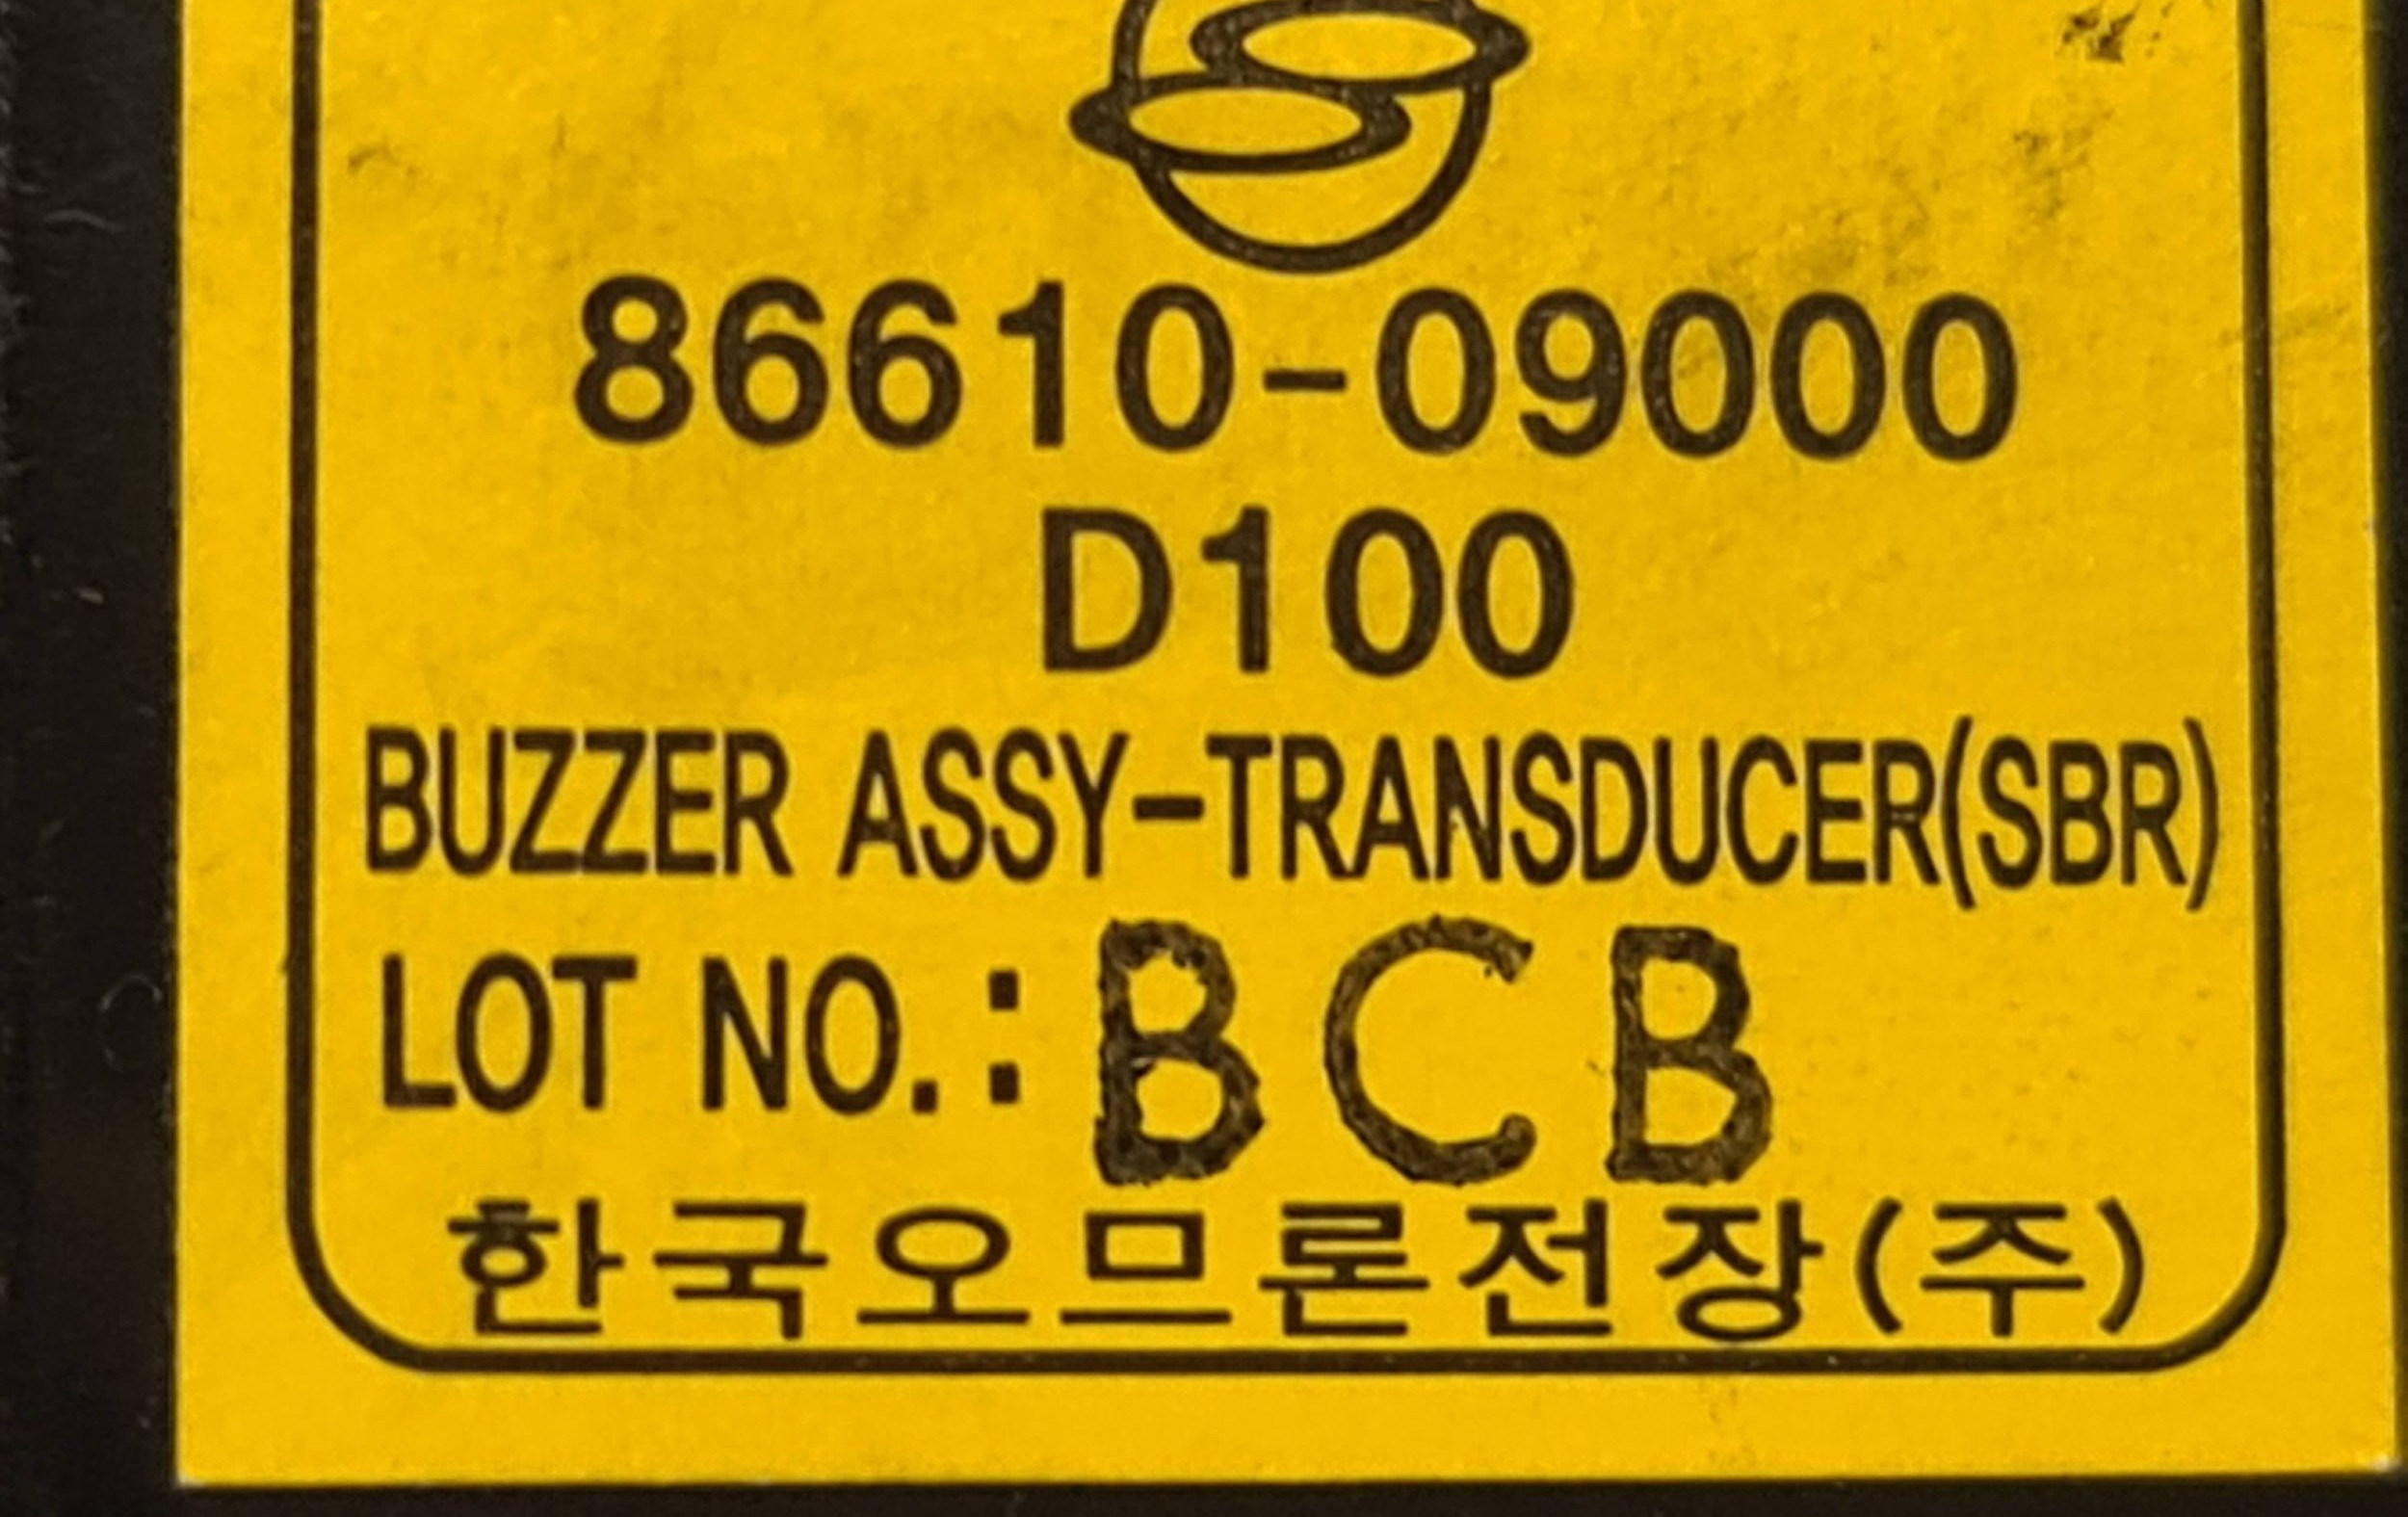 86610-09000
D100
BUZZER ASSY-TRANSDUCER(SBR)
LOT NO.: BCB
한국오므론전장(주)